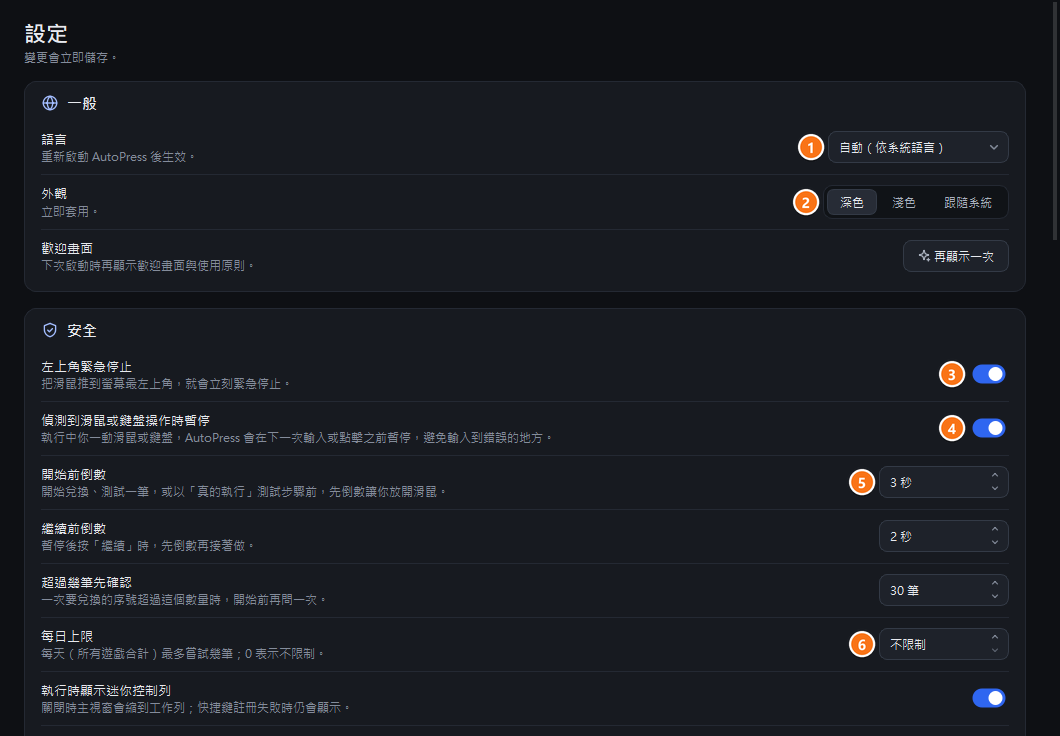 設定
變更會立即儲存。
一般
語言
重新啟動 AutoPress 後生效。
1
自動（依系統語言）
外觀
立即套用。
2
深色 淺色 跟隨系統
歡迎畫面
下次啟動時再顯示歡迎畫面與使用原則。
再顯示一次
安全
左上角緊急停止
把滑鼠推到螢幕最左上角，就會立刻緊急停止。
3
偵測到滑鼠或鍵盤操作時暫停
執行中你一動滑鼠或鍵盤，AutoPress 會在下一次輸入或點擊之前暫停，避免輸入到錯誤的地方。
4
開始前倒數
開始兌換、測試一筆，或以「真的執行」測試步驟前，先倒數讓你放開滑鼠。
5
3 秒
繼續前倒數
暫停後按「繼續」時，先倒數再接著做。
2 秒
超過幾筆先確認
一次要兌換的序號超過這個數量時，開始前再問一次。
30 筆
每日上限
每天（所有遊戲合計）最多嘗試幾筆；0 表示不限制。
6
不限制
執行時顯示迷你控制列
關閉時主視窗會縮到工作列；快捷鍵註冊失敗時仍會顯示。